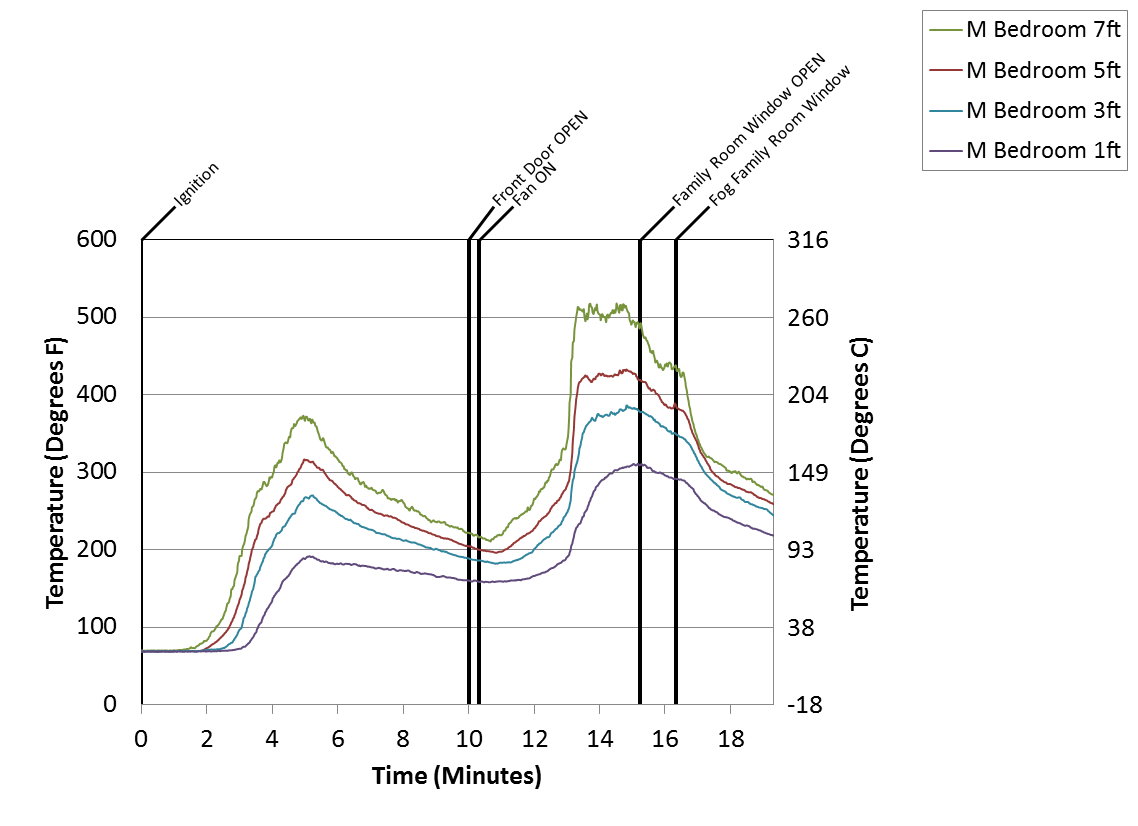 M Bedroom 7ft
M Bedroom 5ft
M Bedroom 3ft
M Bedroom 1ft
Ignition
Front Door OPEN
Fan ON
Family Room Window OPEN
Fog Family Room Window
600
500
400
300
200
100
0
Temperature (Degrees F)
316
260
204
149
93
38
-18
Temperature (Degrees C)
0 2 4 6 8 10 12 14 16 18
Time (Minutes)